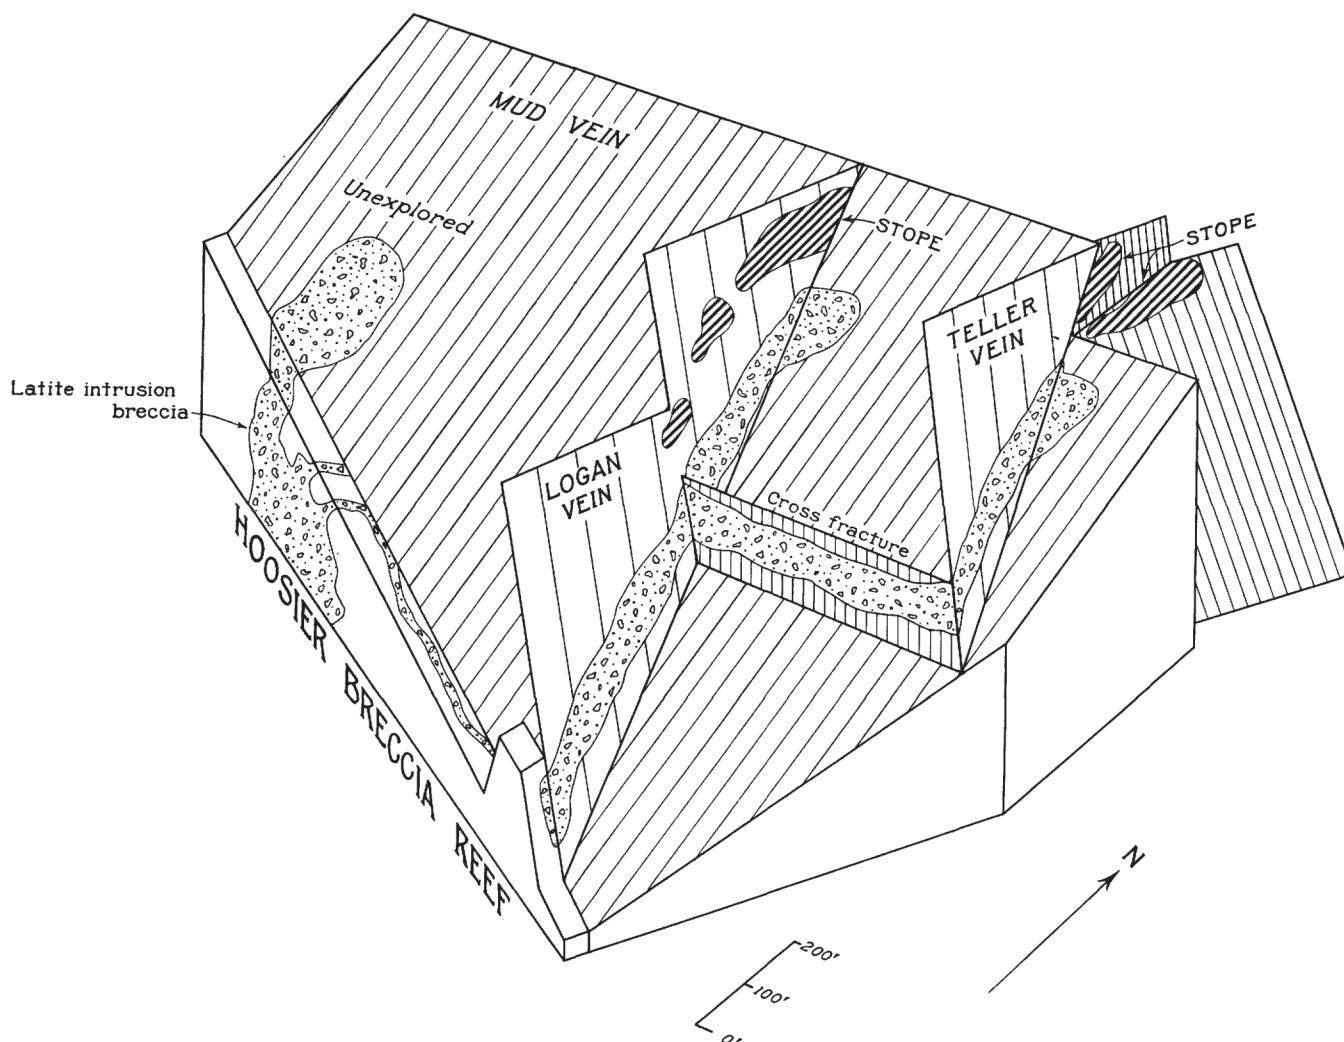 MUD VEIN
Unexplored
STOPE
STOPE
TELLER
VEIN
Latite intrusion
breccia
LOGAN
VEIN
Cross fracture
HOOSIER BRECCIA REEF
N
200'
100'
0'